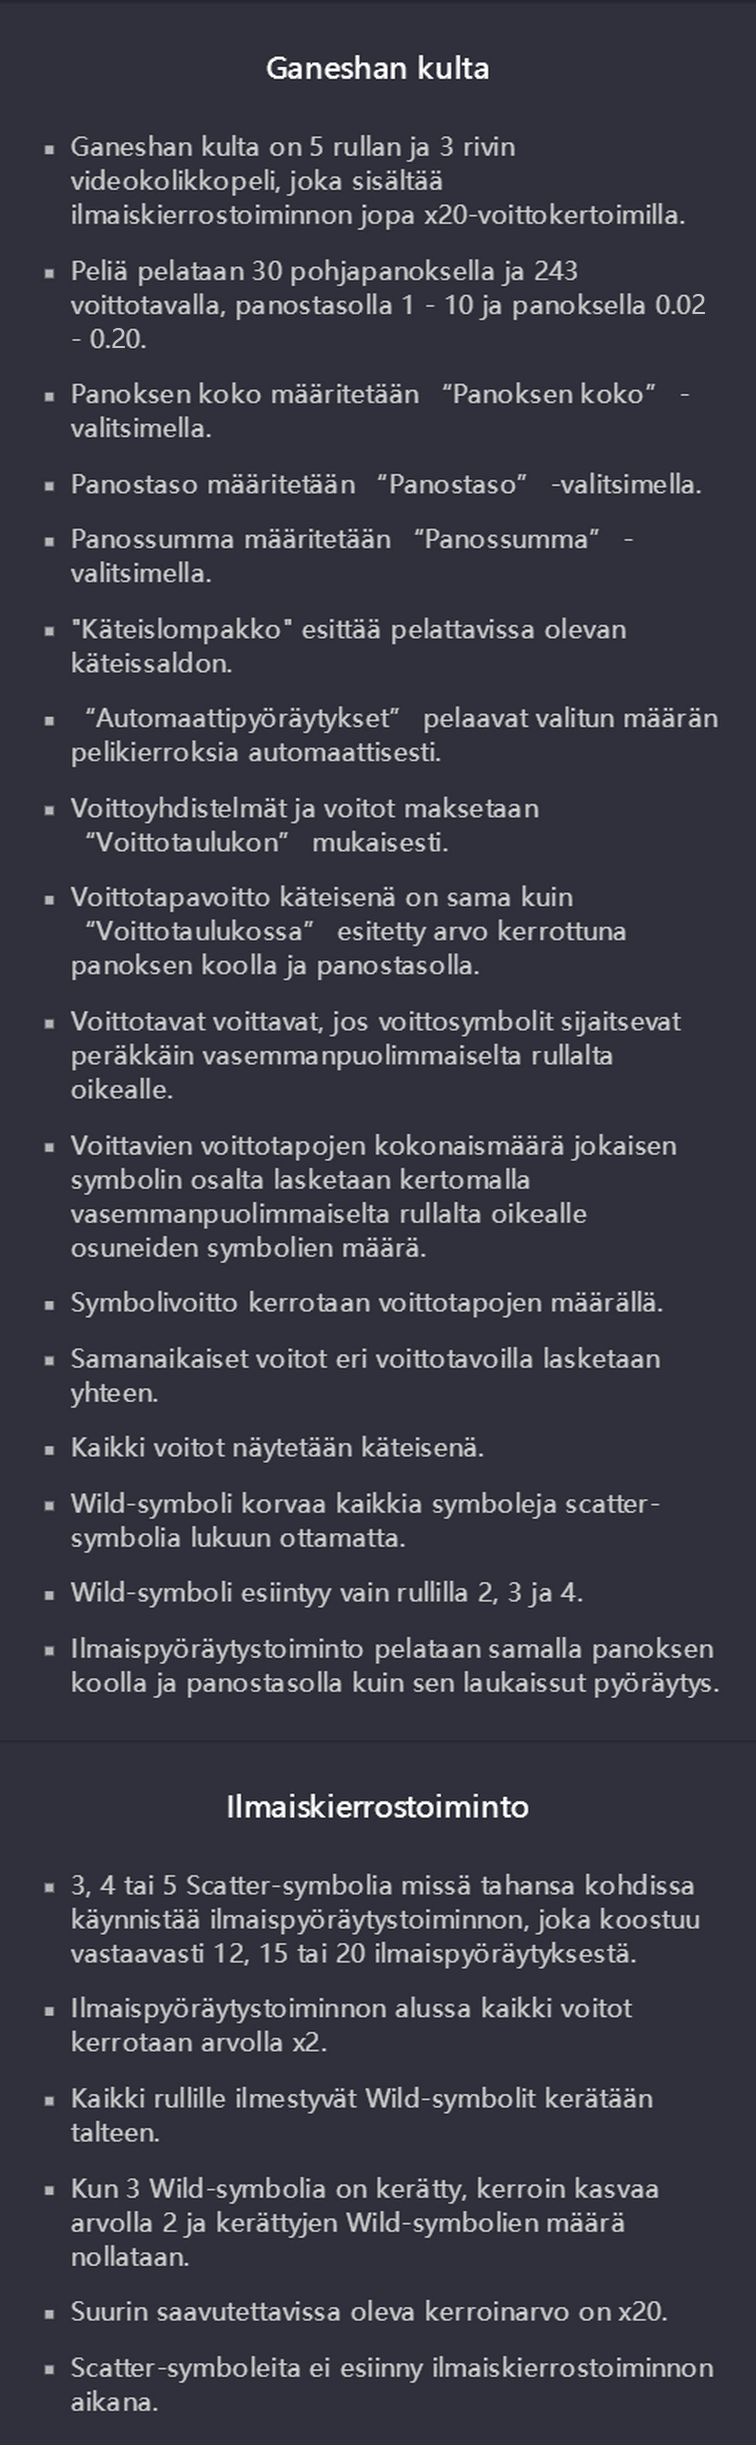 Ganeshan kulta
▪ Ganeshan kulta on 5 rullan ja 3 rivin
videokolikkopeli, joka sisältää
ilmaiskierrostoiminnon jopa x20-voittokertoimilla.
▪ Peliä pelataan 30 pohjapanoksella ja 243
voittotavalla, panostasolla 1 - 10 ja panoksella 0.02
- 0.20.
▪ Panoksen koko määritetään “Panoksen koko” -
valitsimella.
▪ Panostaso määritetään “Panostaso” -valitsimella.
▪ Panossumma määritetään “Panossumma” -
valitsimella.
▪ "Käteislompakko" esittää pelattavissa olevan
käteissaldon.
▪ “Automaattipyöräytykset” pelaavat valitun määrän
pelikierroksia automaattisesti.
▪ Voittoyhdistelmät ja voitot maksetaan
“Voittotaulukon” mukaisesti.
▪ Voittotapavoitto käteisenä on sama kuin
“Voittotaulukossa” esitetty arvo kerrottuna
panoksen koolla ja panostasolla.
▪ Voittotavat voittavat, jos voittosymbolit sijaitsevat
peräkkäin vasemmanpuolimmaiselta rullalta
oikealle.
▪ Voittavien voittotapojen kokonaismäärä jokaisen
symbolin osalta lasketaan kertomalla
vasemmanpuolimmaiselta rullalta oikealle
osuneiden symbolien määrä.
▪ Symbolivoitto kerrotaan voittotapojen määrällä.
▪ Samanaikaiset voitot eri voittotavoilla lasketaan
yhteen.
▪ Kaikki voitot näytetään käteisenä.
▪ Wild-symboli korvaa kaikkia symboleja scatter-
symbolia lukuun ottamatta.
▪ Wild-symboli esiintyy vain rullilla 2, 3 ja 4.
▪ Ilmaispyöräytystoiminto pelataan samalla panoksen
koolla ja panostasolla kuin sen laukaissut pyöräytys.
Ilmaiskierrostoiminto
▪ 3, 4 tai 5 Scatter-symbolia missä tahansa kohdissa
käynnistää ilmaispyöräytystoiminnon, joka koostuu
vastaavasti 12, 15 tai 20 ilmaispyöräytyksestä.
▪ Ilmaispyöräytystoiminnon alussa kaikki voitot
kerrotaan arvolla x2.
▪ Kaikki rullille ilmestyvät Wild-symbolit kerätään
talteen.
▪ Kun 3 Wild-symbolia on kerätty, kerroin kasvaa
arvolla 2 ja kerättyjen Wild-symbolien määrä
nollataan.
▪ Suurin saavutettavissa oleva kerroinarvo on x20.
▪ Scatter-symboleita ei esiinny ilmaiskierrostoiminnon
aikana.